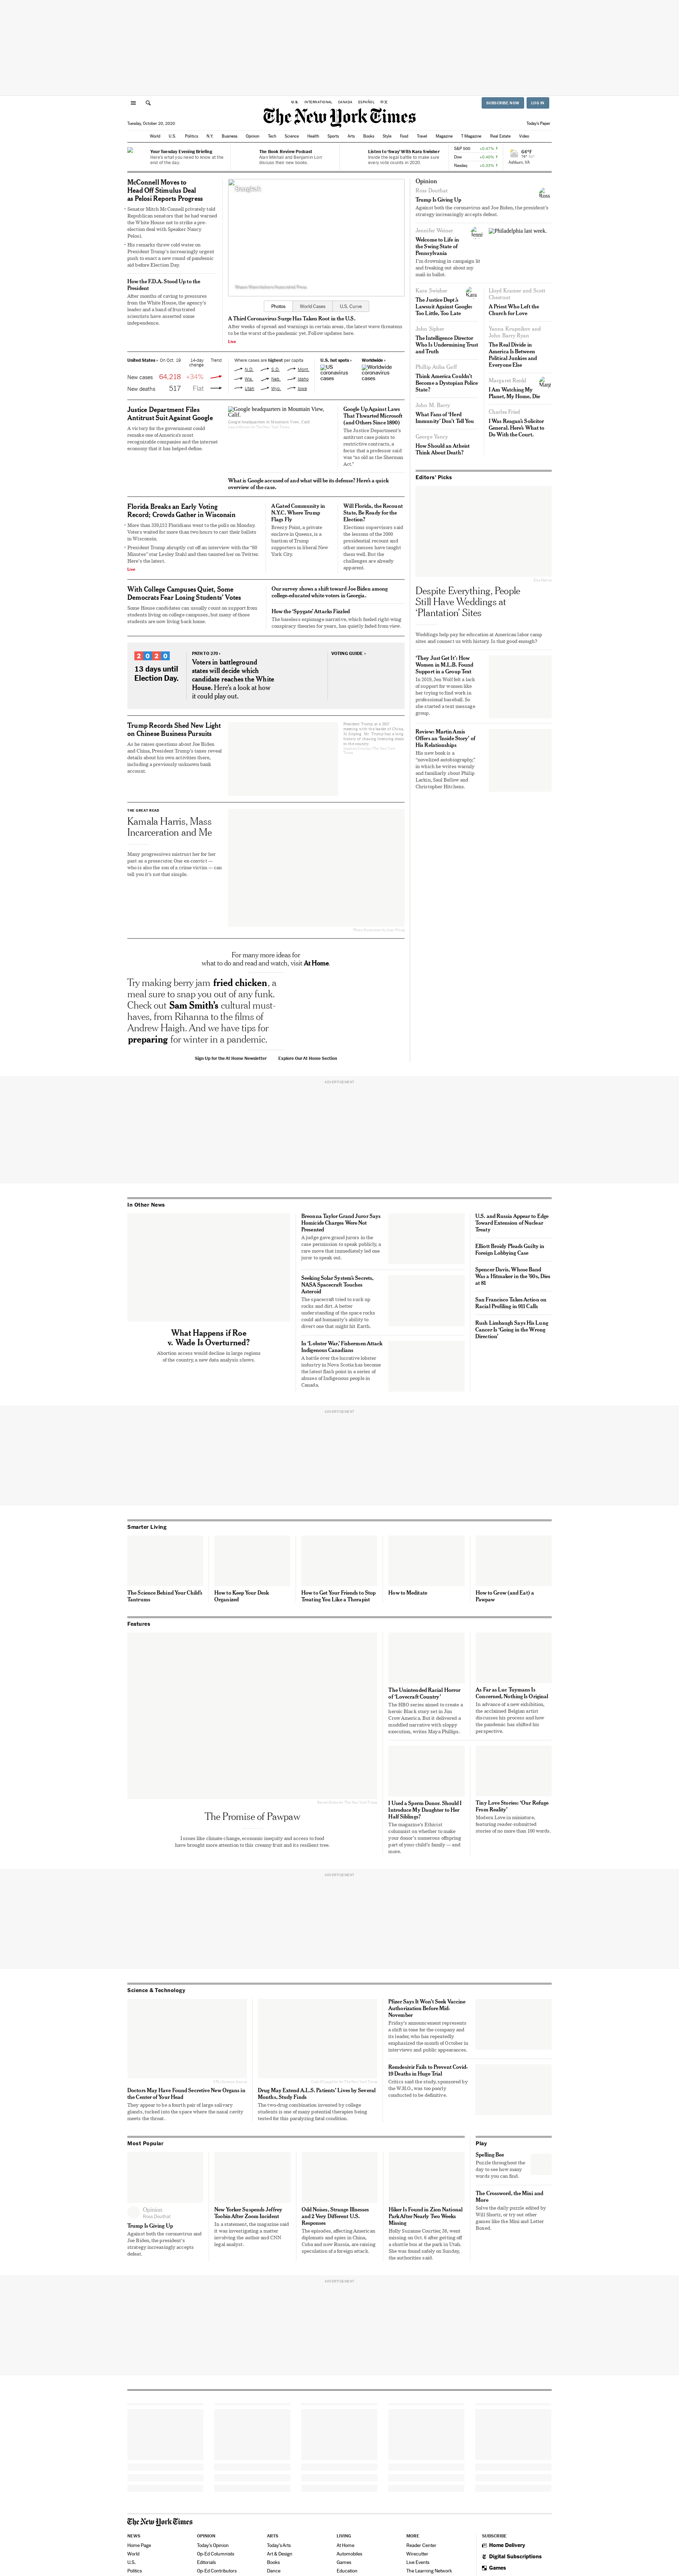 U.S.
INTERNATIONAL
CANADA
ESPAÑOL
中文
SUBSCRIBE NOW
LOG IN
Tuesday, October 20, 2020
The New York Times
Today's Paper
World
U.S.
Politics
N.Y.
Business
Opinion
Tech
Science
Health
Sports
Arts
Books
Style
Food
Travel
Magazine
T Magazine
Real Estate
Video
Your Tuesday Evening Briefing
Here's what you need to know at the
end of the day.
The Book Review Podcast
Ayad Akhtar
discuss their new books.
Listen to 'Sway' With Kara Swisher
Inside the legal battle to make sure
every vote counts in 2020.
S&P 500 +0.47%
Dow +0.40%
Nasdaq +0.33%
Ashburn, VA
McConnell Moves to
Head Off Stimulus Deal
as Pelosi Reports Progress
Senator Mitch McConnell privately told
Republican senators that he had warned
the White House not to strike a pre-
election deal with Speaker Nancy
Pelosi.
His remarks threw cold water on
President Trump's increasingly urgent
push to enact a new round of pandemic
aid before Election Day.
How the F.D.A. Stood Up to the
President
After months of caving to pressures
from the White House, the agency's
leader and a band of frustrated
scientists have asserted some
independence.
Photos
World Cases
U.S. Curve
A Third Coronavirus Surge Has Taken Root in the U.S.
After weeks of spread and warnings in certain areas, the latest case totals threaten
to be the worst of the pandemic yet. Follow updates here.
Live
United States › On Oct. 19
14-day
change
Trend
New cases 64,218 +34%
New deaths 517 Flat
Where cases are highest per capita
N.D.
S.D.
Mont.
Wis.
Neb.
Idaho
Utah
Wyo.
Iowa
U.S. hot spots ›
US
coronavirus
cases
Worldwide ›
Worldwide
coronavirus
cases
Justice Department Files
Antitrust Suit Against Google
A victory for the government could
remake one of America's most
recognizable companies and the internet
economy that it has helped define.
Google headquarters in Mountain View,
Calif.
Google headquarters in Mountain View, Calif.
Google Up Against Laws
That Thwarted Microsoft
(and Others Since 1890)
The Justice Department's
antitrust case points to
restrictive contracts, a
focus that a professor said
was "as old as the Sherman
Act."
What is Google accused of and what will be its defense? Here's a quick
overview of the case.
Florida Breaks an Early Voting
Record; Crowds Gather in Wisconsin
More than 350,000 Floridians went to the polls on Monday.
Voters waited for more than two hours to cast their ballots
in Wisconsin.
President Trump abruptly cut off an interview with the "60
Minutes" star Lesley Stahl and then taunted her on Twitter.
Here's the latest.
Live
A Gated Community in
N.Y.C. Where Trump
Flags Fly
Breezy Point, a private
enclave in Queens, is a
bastion of Trump
supporters in liberal New
York City.
Will Florida, the Recount
State, Be Ready for the
Election?
Elections supervisors said
the lessons of the 2000
presidential recount and
other messes have taught
them well. But the
challenges are already
apparent.
With College Campuses Quiet, Some
Democrats Fear Losing Students' Votes
Some House candidates can usually count on support from
students living on college campuses, but many of those
students are now living back home.
Our survey shows a shift toward Joe Biden among
college-educated white voters in Georgia.
How the 'Spygate' Attacks Fizzled
The baseless espionage narrative, which fueled right-wing
conspiracy theories for years, has quietly faded from view.
2020
13 days until
Election Day.
PATH TO 270 ›
Voters in battleground
states will decide which
candidate reaches the White
House. Here's a look at how
it could play out.
VOTING GUIDE ›
Trump Records Shed New Light
on Chinese Business Pursuits
As he raises questions about Joe Biden
and China, President Trump's taxes reveal
details about his own activities there,
including a previously unknown bank
account.
THE GREAT READ
Kamala Harris, Mass
Incarceration and Me
Many progressives mistrust her for her
past as a prosecutor. One ex-convict —
who is also the son of a crime victim — can
tell you it's not that simple.
For many more ideas for
what to do and read and watch, visit At Home.
Try making berry jam fried chicken, a
meal sure to snap you out of any funk.
Check out Sam Smith's cultural must-
haves, from Rihanna to the films of
Andrew Haigh. And we have tips for
preparing for winter in a pandemic.
Sign Up for the At Home Newsletter
Explore Our At Home Section
Opinion
Ross Douthat
Trump Is Giving Up
Against both the coronavirus and Joe Biden, the president's
strategy increasingly accepts defeat.
Jennifer Weiner
Welcome to Life in
the Swing State of
Pennsylvania
I'm drowning in campaign lit
and freaking out about my
mail-in ballot.
Philadelphia last week.
Kara Swisher
The Justice Dept.'s
Lawsuit Against Google:
Too Little, Too Late
Lloyd Kramer and Scott
Chestnut
A Priest Who Left the
Church for Love
John Sipher
The Intelligence Director
Who Is Undermining Trust
and Truth
Yanna Krupnikov and
John Barry Ryan
The Real Divide in
America Is Between
Political Junkies and
Everyone Else
Phillip Atiba Goff
Think America Couldn't
Become a Dystopian Police
State?
Margaret Renkl
I Am Watching My
Planet, My Home, Die
John M. Barry
What Fans of 'Herd
Immunity' Don't Tell You
Charles Fried
I Was Reagan's Solicitor
General. Here's What to
Do With the Court.
George Yancy
How Should an Atheist
Think About Death?
Editors' Picks
Despite Everything, People
Still Have Weddings at
'Plantation' Sites
Weddings help pay for education at American labor camp
sites and connect us with history. Is that good enough?
'They Just Get It': How
Women in M.L.B. Found
Support in a Group Text
In 2019, Jen Wolf felt a lack
of support for women like
her trying to find work in
professional baseball. So
she started a text message
group.
Review: Martin Amis
Offers an 'Inside Story' of
His Relationships
His new book is a
"novelized autobiography,"
in which he writes warmly
and familiarly about Philip
Larkin, Saul Bellow and
Christopher Hitchens.
ADVERTISEMENT
In Other News
What Happens if Roe
v. Wade Is Overturned?
Abortion access would decline in large regions
of the country, a new data analysis shows.
Breonna Taylor Grand Juror Says
Homicide Charges Were Not
Presented
A judge gave grand jurors in the
case permission to speak publicly, a
rare move that immediately led one
juror to speak out.
Seeking Solar System's Secrets,
NASA Spacecraft Touches
Asteroid
The spacecraft tried to suck up
rocks and dirt. A better
understanding of the space rocks
could aid humanity's ability to
divert one that might hit Earth.
In 'Lobster War,' Fishermen Attack
Indigenous Canadians
A battle over the lucrative lobster
industry in Nova Scotia has become
the latest flash point in a series of
abuses of Indigenous people in
Canada.
U.S. and Russia Appear to Edge
Toward Extension of Nuclear
Treaty
Elliott Broidy Pleads Guilty in
Foreign Lobbying Case
Spencer Davis, Whose Band
Was a Hitmaker in the '60s, Dies
at 81
San Francisco Takes Action on
Racial Profiling in 911 Calls
Rush Limbaugh Says His Lung
Cancer Is 'Going in the Wrong
Direction'
ADVERTISEMENT
Smarter Living
The Science Behind Your Child's
Tantrums
How to Keep Your Desk
Organized
How to Get Your Friends to Stop
Treating You Like a Therapist
How to Meditate
How to Grow (and Eat) a
Pawpaw
Features
The Promise of Pawpaw
Issues like climate change, economic inequity and access to food
have brought more attention to this creamy fruit and its resilient tree.
The Unintended Racial Horror
of 'Lovecraft Country'
The HBO series aimed to create a
heroic Black story set in Jim
Crow America. But it delivered a
muddled narrative with sloppy
execution, writes Maya Phillips.
As Far as Luc Tuymans Is
Concerned, Nothing Is Original
In advance of a new exhibition,
the acclaimed Belgian artist
discusses his process and how
the pandemic has shifted his
perspective.
I Used a Sperm Donor. Should I
Introduce My Daughter to Her
Half Siblings?
The magazine's Ethicist
columnist on whether to make
your donor's numerous offspring
part of your child's family — and
more.
Tiny Love Stories: 'Our Refuge
From Reality'
Modern Love in miniature,
featuring reader-submitted
stories of no more than 100 words.
ADVERTISEMENT
Science & Technology
Doctors May Have Found Secretive New Organs in
the Center of Your Head
They appear to be a fourth pair of large salivary
glands, tucked into the space where the nasal cavity
meets the throat.
Drug May Extend A.L.S. Patients' Lives by Several
Months, Study Finds
The two-drug combination invented by college
students is one of many potential therapies being
tested for this paralyzing fatal condition.
Pfizer Says It Won't Seek Vaccine
Authorization Before Mid-
November
Friday's announcement represents
a shift in tone for the company and
its leader, who has repeatedly
emphasized the month of October in
interviews and public appearances.
Remdesivir Fails to Prevent Covid-
19 Deaths in Huge Trial
Critics said the study, sponsored by
the W.H.O., was too poorly
conducted to be definitive.
Most Popular
Opinion
Ross Douthat
Trump Is Giving Up
Against both the coronavirus and
Joe Biden, the president's
strategy increasingly accepts
defeat.
New Yorker Suspends Jeffrey
Toobin After Zoom Incident
In a statement, the magazine said
it was investigating a matter
involving the author and CNN
legal analyst.
Odd Noises, Strange Illnesses
and 2 Very Different U.S.
Responses
The episodes, affecting American
diplomats and spies in China,
Cuba and now Russia, are raising
speculation of a foreign attack.
Hiker Is Found in Zion National
Park After Nearly Two Weeks
Missing
Holly Suzanne Courtier, 38, went
missing on Oct. 6 after getting off
a shuttle bus at the park in Utah.
She was found safely on Sunday,
the authorities said.
Play
Spelling Bee
Puzzle throughout the
day to see how many
words you can find.
The Crossword, the Mini and
More
Solve the daily puzzle edited by
Will Shortz, or try out other
games like the Mini and Letter
Boxed.
ADVERTISEMENT
The New York Times
NEWS
Home Page
World
U.S.
Politics
OPINION
Today's Opinion
Op-Ed Columnists
Editorials
Op-Ed Contributors
ARTS
Today's Arts
Art & Design
Books
Dance
LIVING
At Home
Automobiles
Games
Education
MORE
Reader Center
Wirecutter
Live Events
The Learning Network
SUBSCRIBE
Home Delivery
Digital Subscriptions
Games